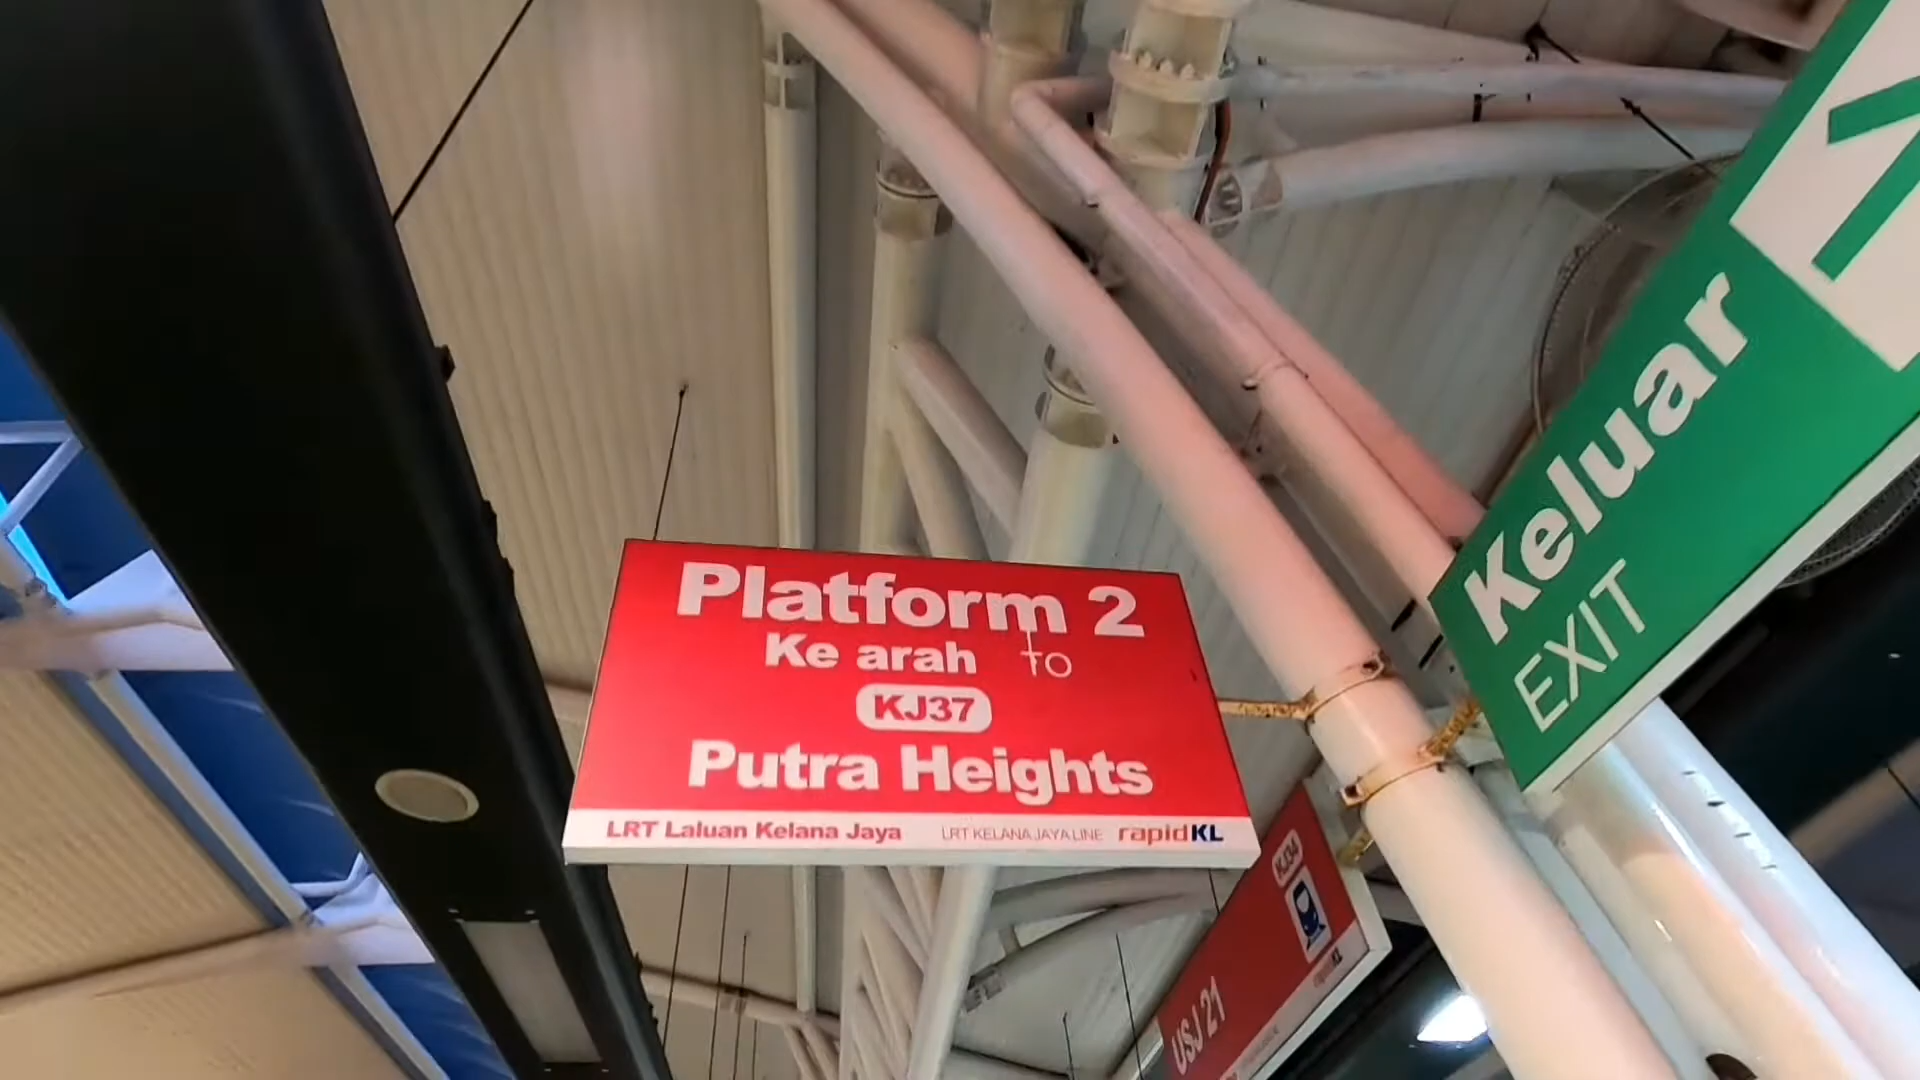 Platform 2
Ke arah To
KJ37
Putra Heights
LRT Laluan Kelana Jaya LRT KELANA JAYA LINE rapidKL
Keluar
EXIT
KJ34
USJ 21
rapidKL